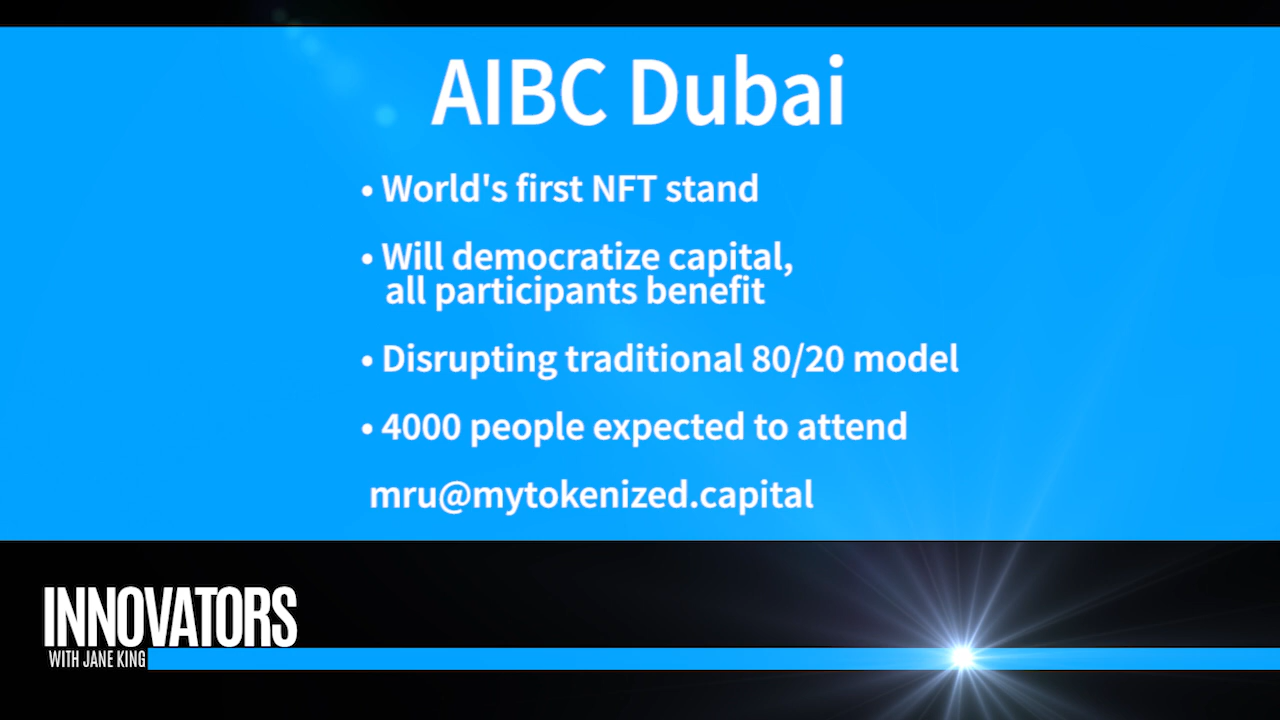 AIBC Dubai
• World's first NFT stand
• Will democratize capital,
all participants benefit
• Disrupting traditional 80/20 model
• 4000 people expected to attend
mru@mytokenized.capital
INNOVATORS
WITH JANE KING